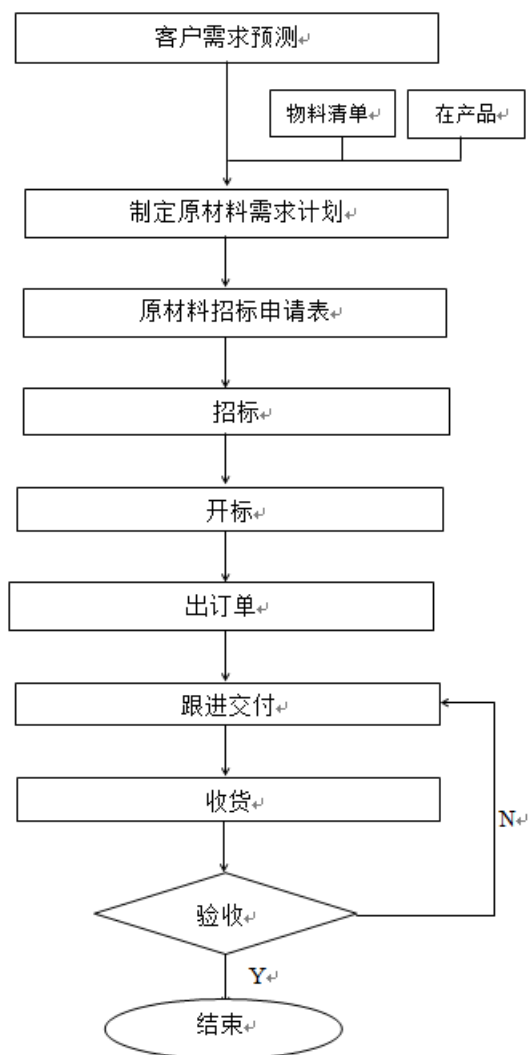 客户需求预测
物料清单
在产品
制定原材料需求计划
原材料招标申请表
招标
开标
出订单
跟进交付
收货
N
验收
Y
结束